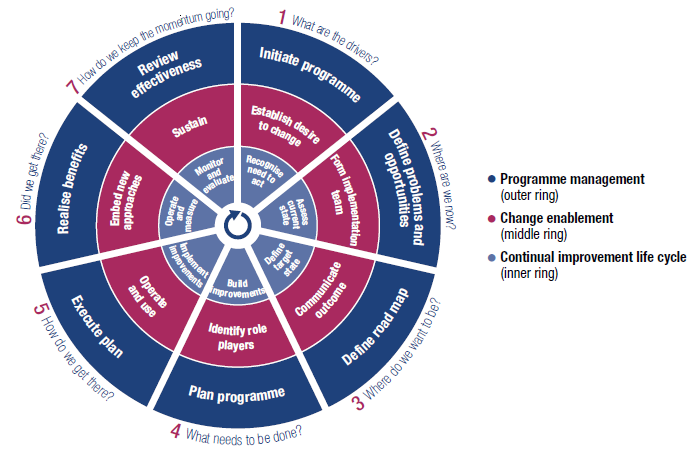 1 What are the drivers?
Initiate programme
Establish desire
to change
Recognise
need to
act
2 Where are we now?
Define problems and
opportunities
Form implementation
team
Assess
current
state
3 Where do we want to be?
Define road map
Communicate
outcome
Define
target
state
4 What needs to be done?
Plan programme
Identify role
players
Build
improvements
5 How do we get there?
Execute plan
Operate
and use
Implement
improvements
6 Did we get there?
Realise benefits
Embed new
approaches
Operate
and
measure
7 How do we keep the momentum going?
Review
effectiveness
Sustain
Monitor
and
evaluate
Programme management
(outer ring)
Change enablement
(middle ring)
Continual improvement life cycle
(inner ring)